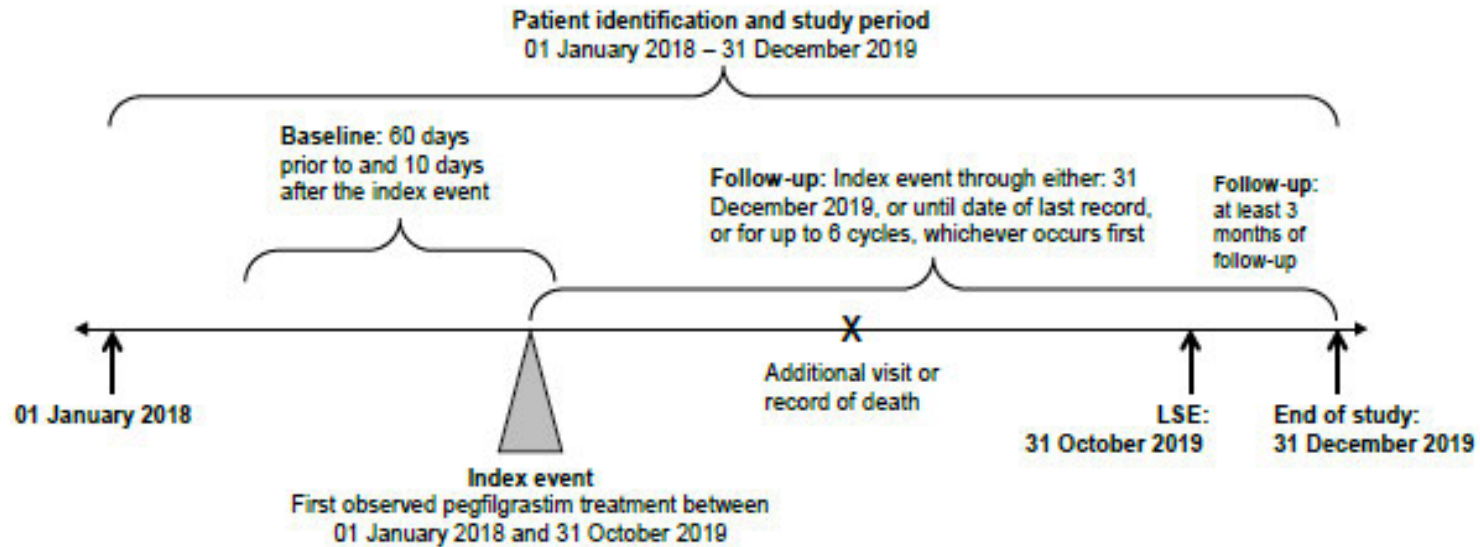 Patient identification and study period
01 January 2018 – 31 December 2019
Baseline: 60 days
prior to and 10 days
after the index event
Follow-up: Index event through either: 31
December 2019, or until date of last record,
or for up to 6 cycles, whichever occurs first
Follow-up:
at least 3
months of
follow-up
X
Additional visit or
record of death
01 January 2018
LSE:
31 October 2019
End of study:
31 December 2019
Index event
First observed pegfilgrastim treatment between
01 January 2018 and 31 October 2019